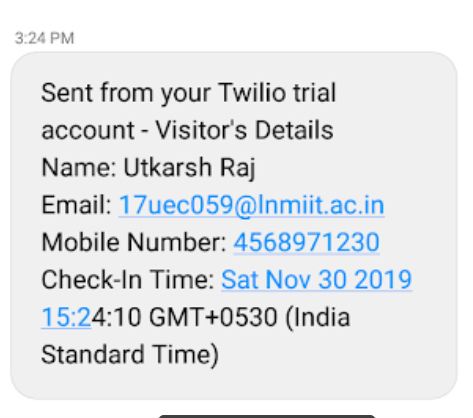 3:24 PM
Sent from your Twilio trial
account - Visitor's Details
Name: Utkarsh Raj
Email: 17uec059@lnmiit.ac.in
Mobile Number: 4568971230
Check-In Time: Sat Nov 30 2019
15:24:10 GMT+0530 (India
Standard Time)